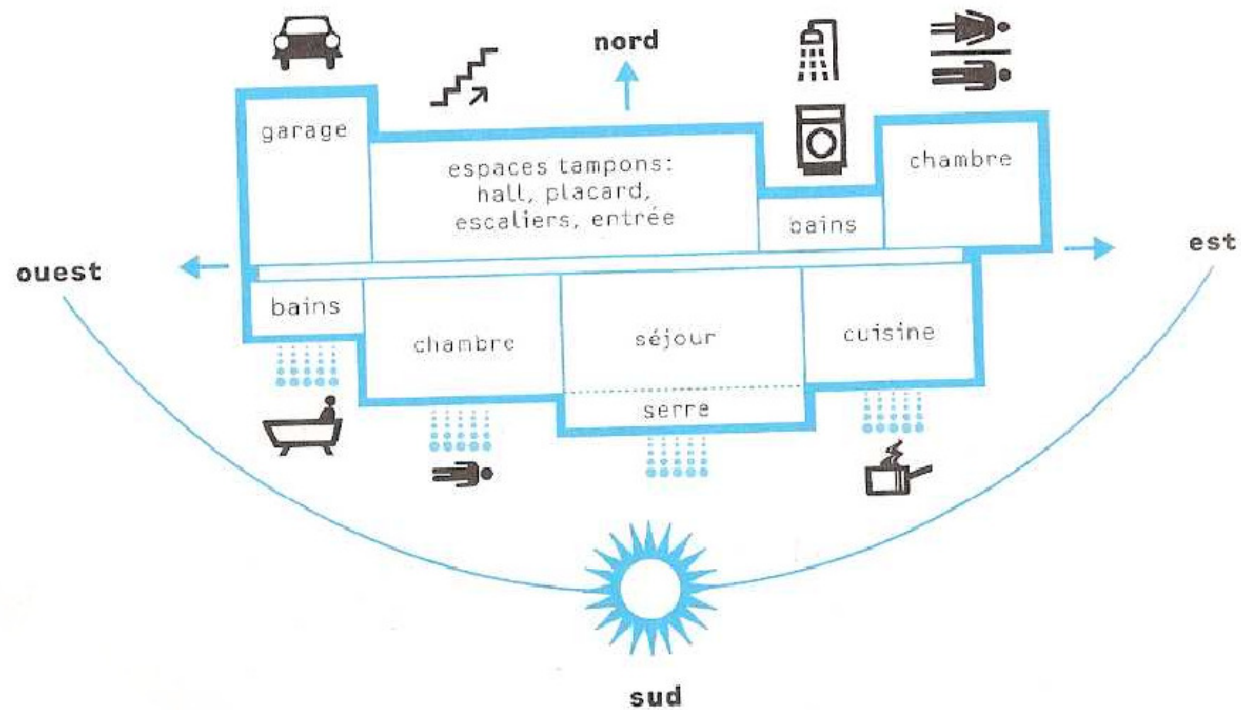 nord
garage
espaces tampons:
hall, placard,
escaliers, entrée
bains
chambre
ouest
est
bains
chambre
séjour
cuisine
serre
sud